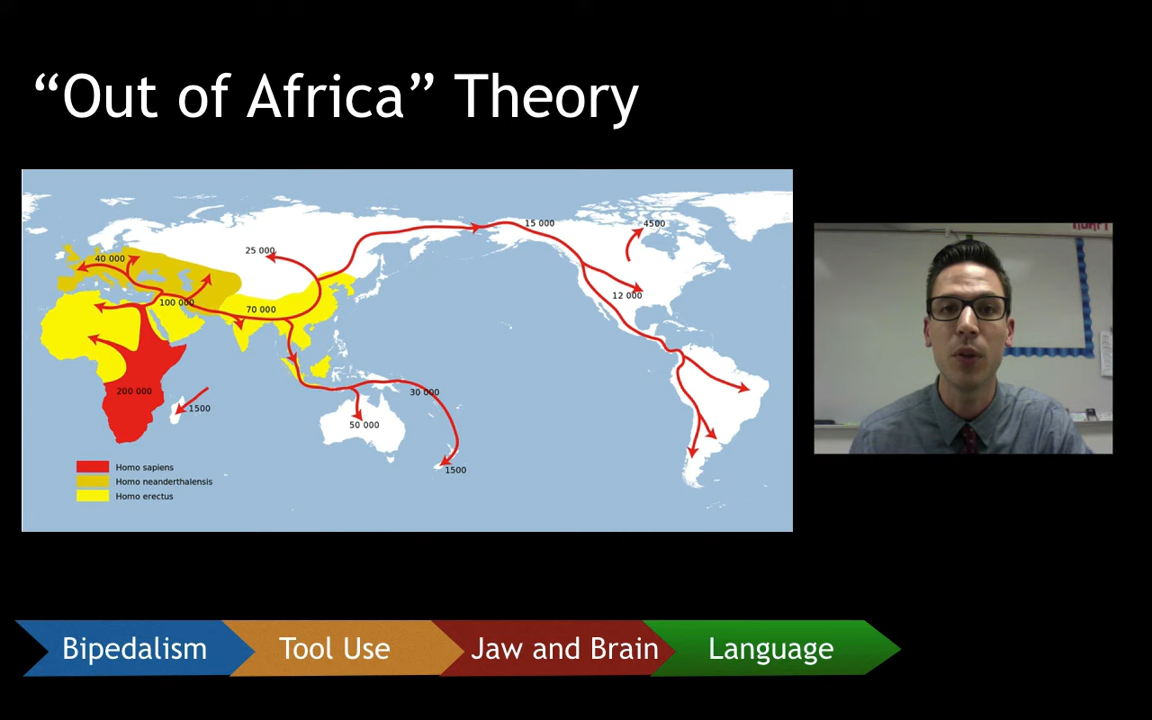 “Out of Africa” Theory
15 000
4500
40 000
25 000
100 000
70 000
12 000
200 000
30 000
1500
50 000
1500
Homo sapiens
Homo neanderthalensis
Homo erectus
Bipedalism
Tool Use
Jaw and Brain
Language